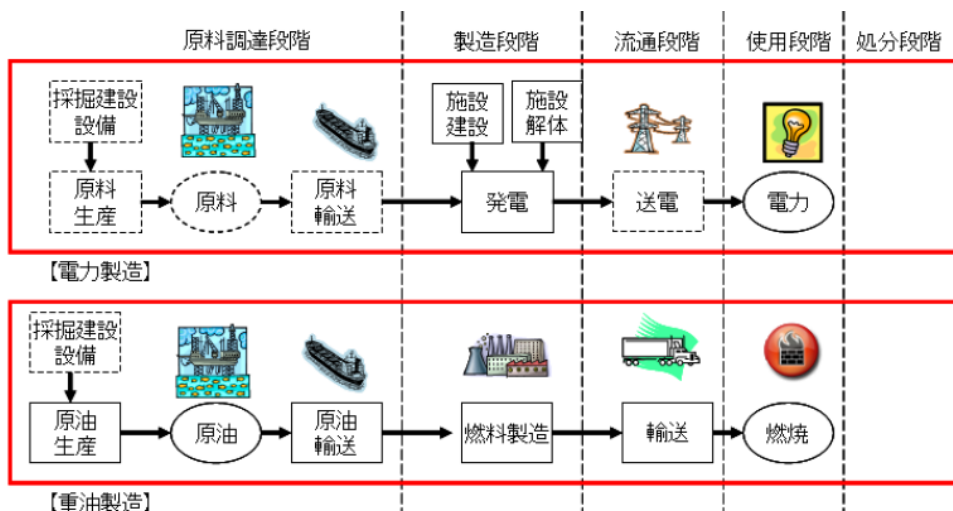 原料調達段階
製造段階
流通段階
使用段階
処分段階
採掘建設
設備
施設
建設
施設
解体
原料
生産
原料
原料
輸送
発電
送電
電力
【電力製造】
採掘建設
設備
原油
生産
原油
原油
輸送
燃料製造
輸送
燃焼
【重油製造】